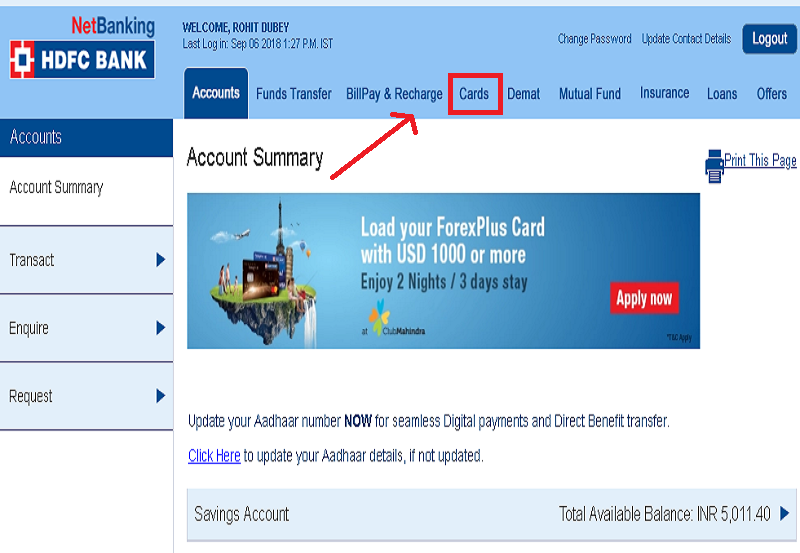 NetBanking
HDFC BANK
WELCOME, ROHIT DUBEY
Last Log in: Sep 06 2018 1:27 P.M. IST
Change Password Update Contact Details Logout
Accounts Funds Transfer BillPay & Recharge Cards Demat Mutual Fund Insurance Loans Offers
Accounts
Account Summary
Transact
Enquire
Request
Account Summary
Print This Page
Load your ForexPlus Card
with USD 1000 or more
Enjoy 2 Nights / 3 days stay
at ClubMahindra
Apply now
*T&C Apply
Update your Aadhaar number NOW for seamless Digital payments and Direct Benefit transfer.
Click Here to update your Aadhaar details, if not updated.
Savings Account Total Available Balance: INR 5,011.40